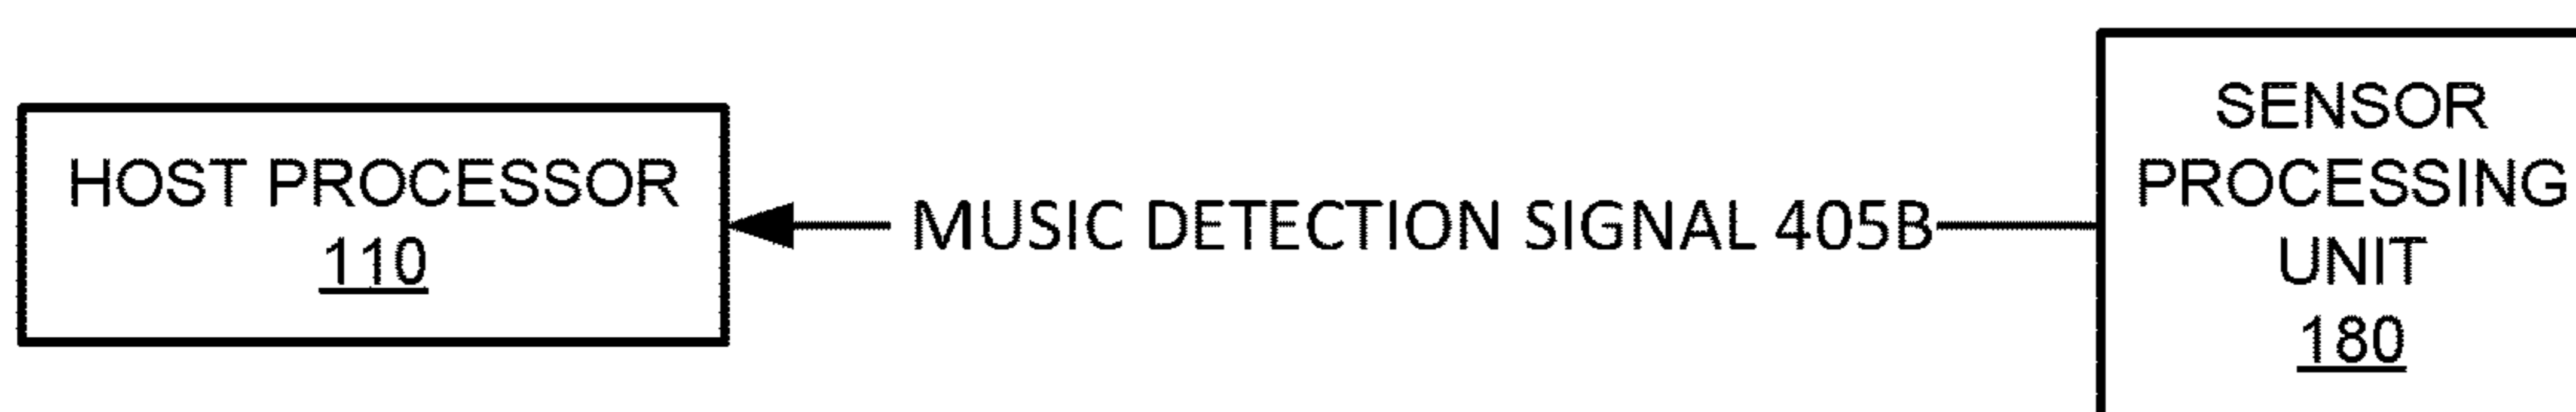 HOST PROCESSOR
110
MUSIC DETECTION SIGNAL 405B
SENSOR
PROCESSING
UNIT
180